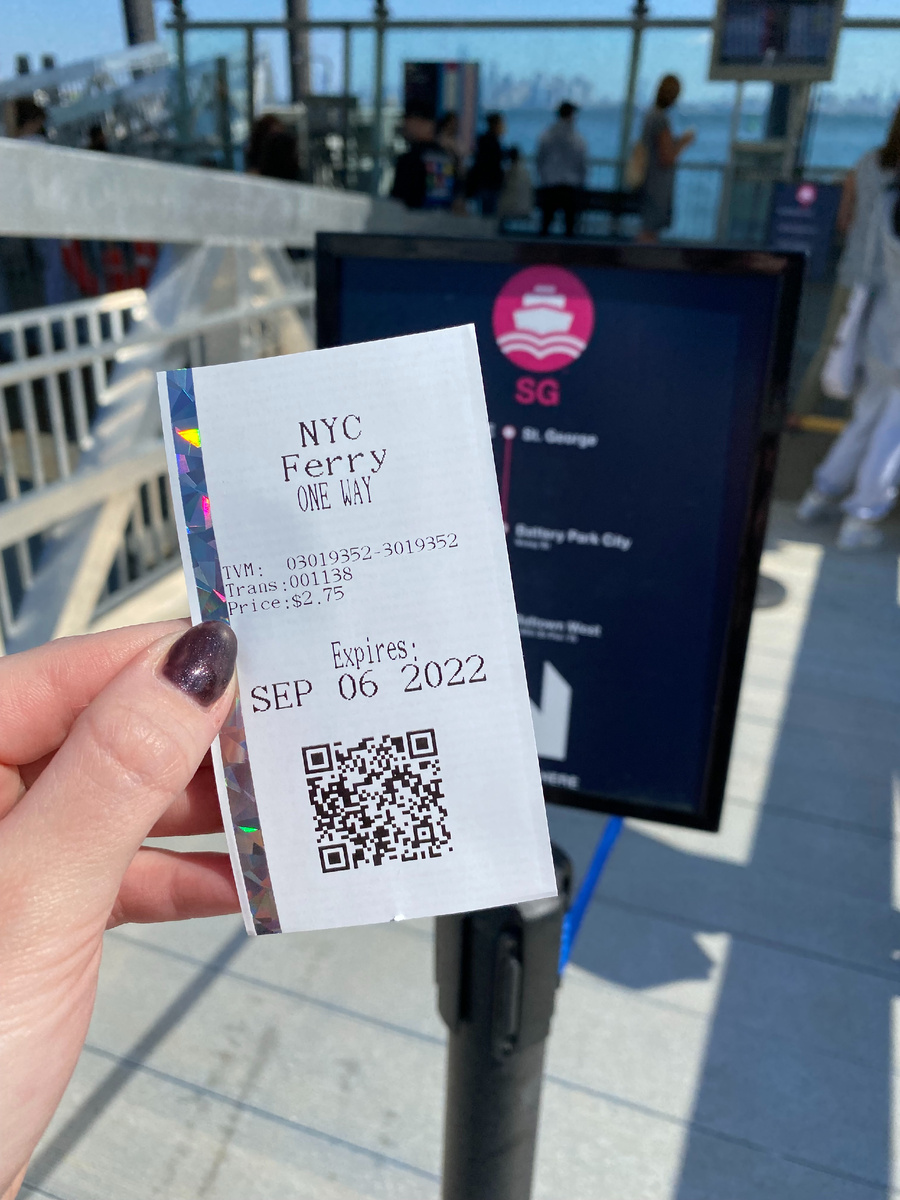 NYC
Ferry
ONE WAY
TVM: 03019352-3019352
Trans:001138
Price:$2.75
Expires:
SEP 06 2022
SG
St. George
Battery Park City
Midtown West
HERE